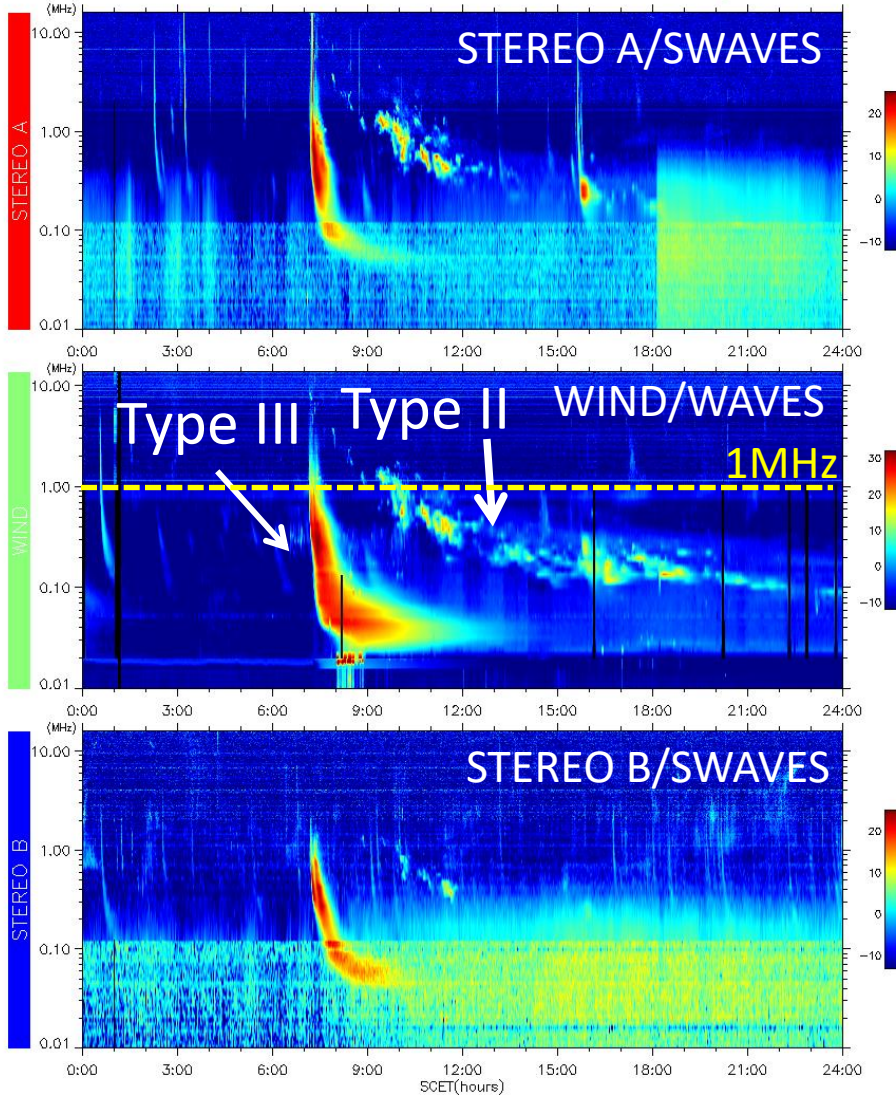 (MHz)
10.00
1.00
0.10
0.01
STEREO A
STEREO A/SWAVES
20
10
0
−10
0:00 3:00 6:00 9:00 12:00 15:00 18:00 21:00 24:00
(MHz)
10.00
1.00
0.10
0.01
WIND
Type III
Type II
WIND/WAVES
1MHz
30
20
10
0
−10
0:00 3:00 6:00 9:00 12:00 15:00 18:00 21:00 24:00
(MHz)
10.00
1.00
0.10
0.01
STEREO B
STEREO B/SWAVES
20
10
0
−10
0:00 3:00 6:00 9:00 12:00 15:00 18:00 21:00 24:00
SCET(hours)